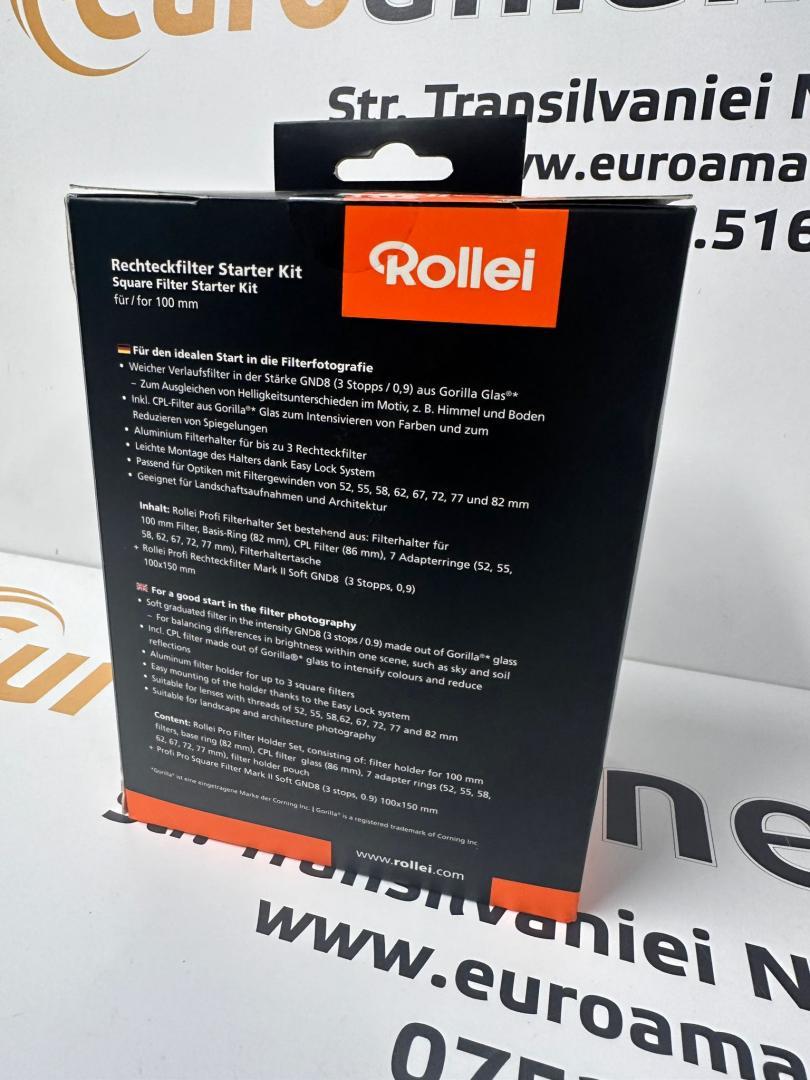 Str. Transilvaniei
.516
Rollei
Rechteckfilter Starter Kit
Square Filter Starter Kit
für/for 100 mm
Für den idealen Start in die Filterfotografie
• Weicher Verlaufsfilter in der Stärke GND8 (3 Stopps / 0,9) aus Gorilla Glas®*
– Zum Ausgleichen von Helligkeitsunterschieden im Motiv, z. B. Himmel und Boden
• Inkl. CPL-Filter aus Gorilla®* Glas zum Intensivieren von Farben und zum
Reduzieren von Spiegelungen
• Aluminium Filterhalter für bis zu 3 Rechteckfilter
• Leichte Montage des Halters dank Easy Lock System
• Passend für Optiken mit Filtergewinden von 52, 55, 58, 62, 67, 72, 77 und 82 mm
• Geeignet für Landschaftsaufnahmen und Architektur
Inhalt: Rollei Profi Filterhalter Set bestehend aus: Filterhalter für
100 mm Filter, Basis-Ring (82 mm), CPL Filter (86 mm), 7 Adapterringe (52, 55,
58, 62, 67, 72, 77 mm), Filterhaltertasche
+ Rollei Profi Rechteckfilter Mark II Soft GND8 (3 Stopps, 0,9)
100x150 mm
For a good start in the filter photography
• Soft graduated filter in the intensity GND8 (3 stops / 0.9) made out of Gorilla®* glass
– For balancing differences in brightness within one scene, such as sky and soil
• Incl. CPL filter made out of Gorilla®* glass to intensify colours and reduce
reflections
• Aluminum filter holder for up to 3 square filters
• Easy mounting of the holder thanks to the Easy Lock system
• Suitable for lenses with threads of 52, 55, 58,62, 67, 72, 77 and 82 mm
• Suitable for landscape and architecture photography
Content: Rollei Pro Filter Holder Set, consisting of: filter holder for 100 mm
filters, base ring (82 mm), CPL filter glass (86 mm), 7 adapter rings (52, 55, 58,
62, 67, 72, 77 mm), filter holder pouch
+ Profi Pro Square Filter Mark II Soft GND8 (3 stops, 0.9) 100x150 mm
*Gorilla® ist eine eingetragene Marke der Corning Inc. | Gorilla® is a registered trademark of Corning Inc.
www.rollei.com
Str. Transilvaniei N
www.euroama
075